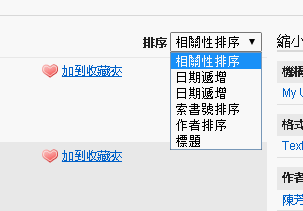 排序 相關性排序
縮小
相關性排序
日期遞增
日期遞增
索書號排序
作者排序
標題
加到收藏夾
加到收藏夾
機構
My U
格式
Text
作者
陳芳